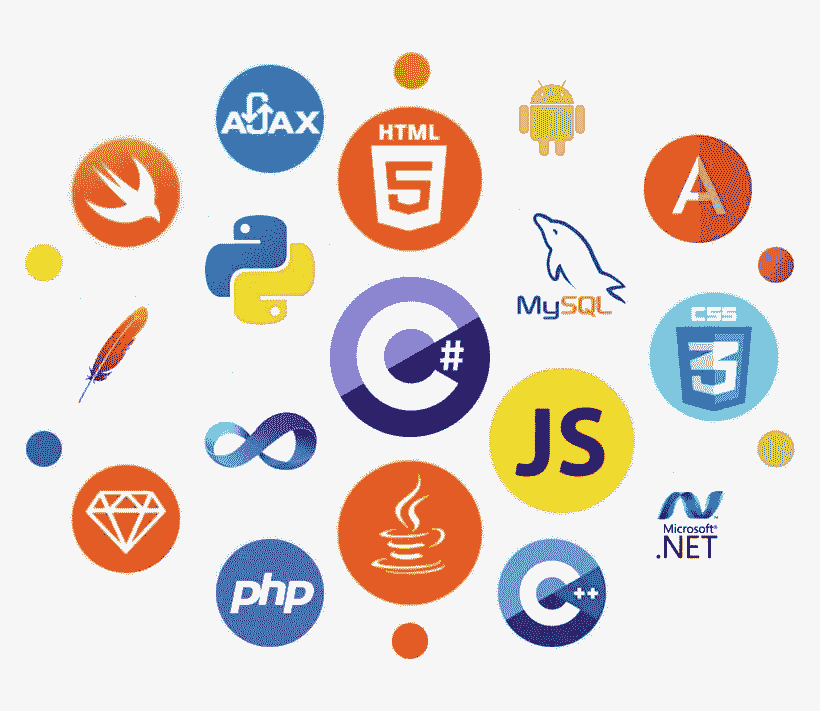 AJAX
HTML
5
A
MySQL
C#
CSS
3
JS
Microsoft®
.NET
php
C++